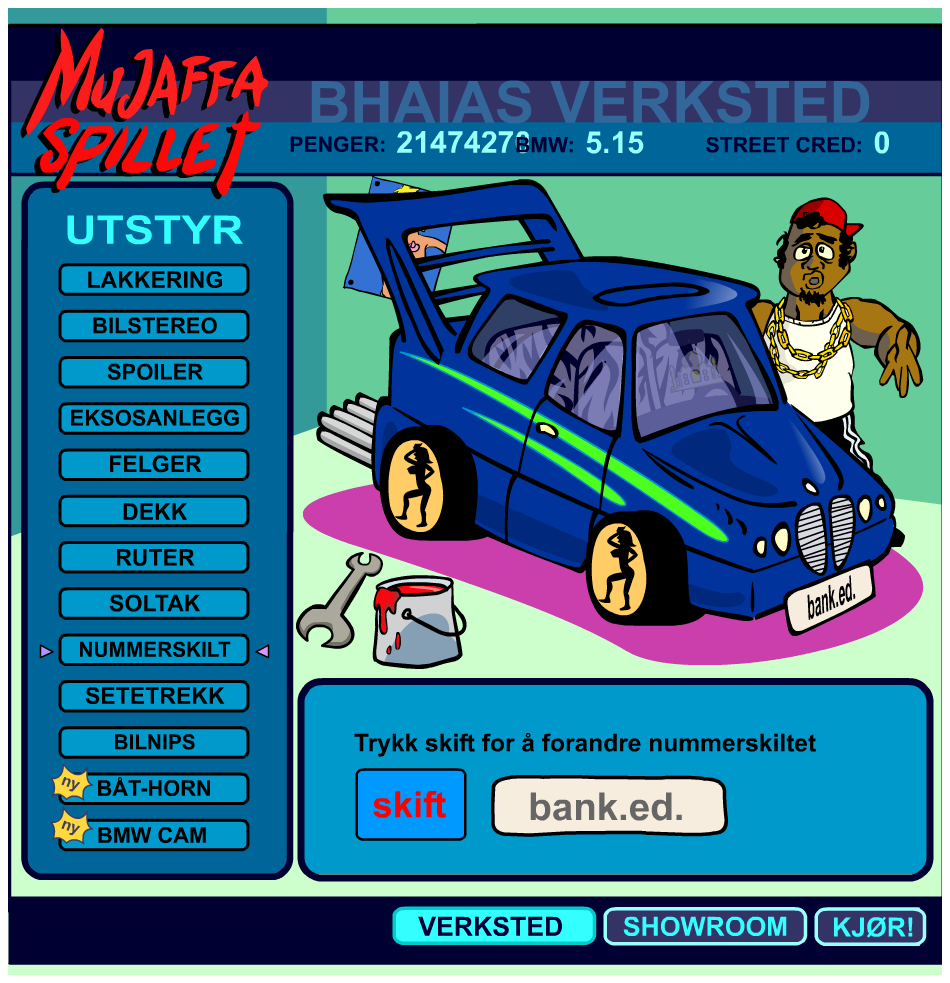 MUJAFFA
SPILLET
BHAIAS VERKSTED
PENGER: 2147427 BMW: 5.15 STREET CRED: 0
UTSTYR
LAKKERING
BILSTEREO
SPOILER
EKSOSANLEGG
FELGER
DEKK
RUTER
SOLTAK
NUMMERSKILT
SETETREKK
BILNIPS
ny
BÅT-HORN
ny
BMW CAM
bank.ed.
Trykk skift for å forandre nummerskiltet
skift
bank.ed.
VERKSTED SHOWROOM KJØR!